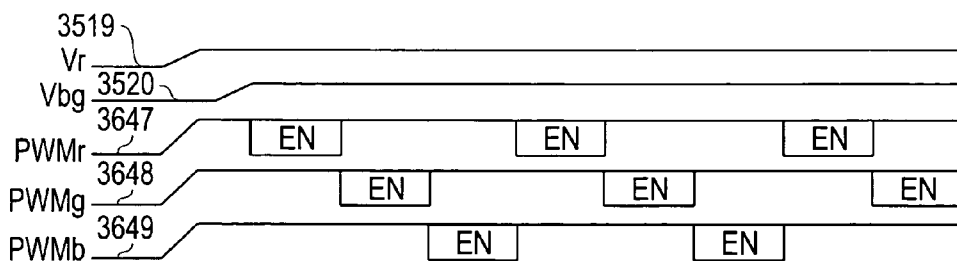 3519
Vr
3520
Vbg
3647
PWMr
EN EN EN
3648
PWMg
EN EN EN
3649
PWMb
EN EN